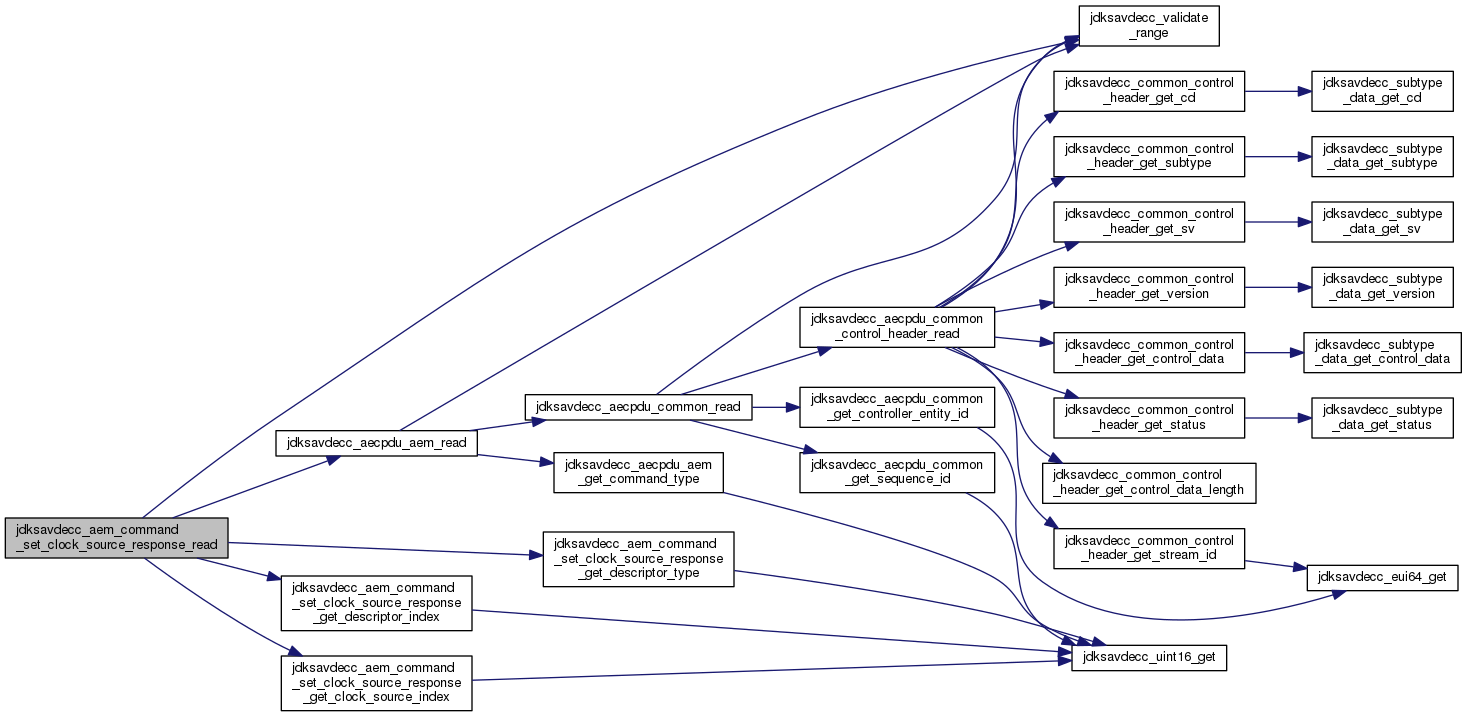 jdksavdecc_validate
_range
jdksavdecc_common_control
_header_get_cd
jdksavdecc_subtype
_data_get_cd
jdksavdecc_common_control
_header_get_subtype
jdksavdecc_subtype
_data_get_subtype
jdksavdecc_common_control
_header_get_sv
jdksavdecc_subtype
_data_get_sv
jdksavdecc_common_control
_header_get_version
jdksavdecc_subtype
_data_get_version
jdksavdecc_aecpdu_common
_control_header_read
jdksavdecc_common_control
_header_get_control_data
jdksavdecc_subtype
_data_get_control_data
jdksavdecc_aecpdu_common_read
jdksavdecc_aecpdu_common
_get_controller_entity_id
jdksavdecc_common_control
_header_get_status
jdksavdecc_subtype
_data_get_status
jdksavdecc_aecpdu_aem_read
jdksavdecc_aecpdu_aem
_get_command_type
jdksavdecc_aecpdu_common
_get_sequence_id
jdksavdecc_common_control
_header_get_control_data_length
jdksavdecc_aem_command
_set_clock_source_response_read
jdksavdecc_aem_command
_set_clock_source_response
_get_descriptor_type
jdksavdecc_common_control
_header_get_stream_id
jdksavdecc_eui64_get
jdksavdecc_aem_command
_set_clock_source_response
_get_descriptor_index
jdksavdecc_uint16_get
jdksavdecc_aem_command
_set_clock_source_response
_get_clock_source_index